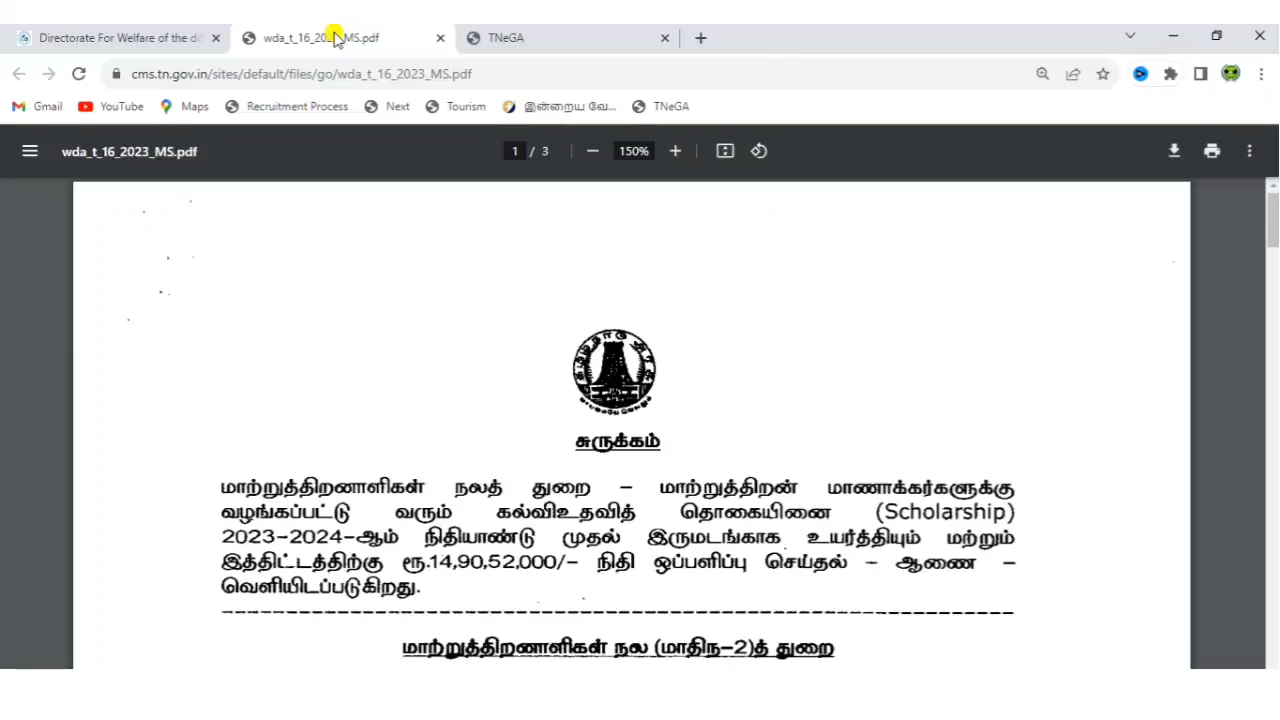 Directorate For Welfare of the di
wda_t_16_202 _MS.pdf
TNeGA
cms.tn.gov.in/sites/default/files/go/wda_t_16_2023_MS.pdf
Gmail YouTube Maps Recruitment Process Next Tourism இன்றைய வே... TNeGA
wda_t_16_2023_MS.pdf
1 / 3
150%
சுருக்கம்
மாற்றுத்திறனாளிகள் நலத் துறை – மாற்றுத்திறன் மாணாக்கர்களுக்கு
வழங்கப்பட்டு வரும் கல்விஉதவித் தொகையினை (Scholarship)
2023-2024-ஆம் நிதியாண்டு முதல் இருமடங்காக உயர்த்தியும் மற்றும்
இத்திட்டத்திற்கு ரூ.14,90,52,000/- நிதி ஒப்பளிப்பு செய்தல் – ஆணை –
வெளியிடப்படுகிறது.
மாற்றுத்திறனாளிகள் நல (மாதிந-2)த் துறை